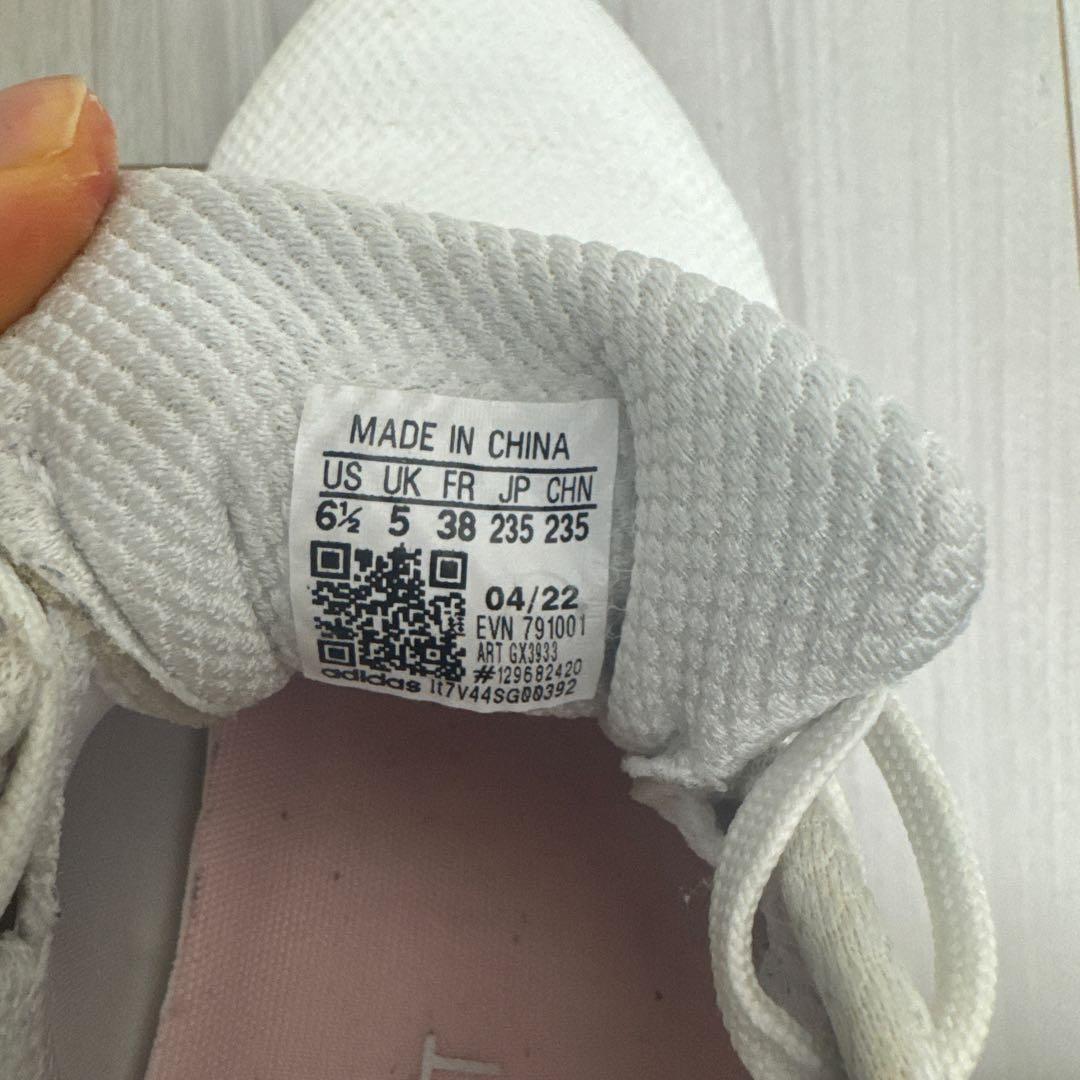 MADE IN CHINA
US UK FR JP CHN
6½ 5 38 235 235
04/22
EVN 791001
ART GX3933
#129682420
adidas 1t7V44SG00392